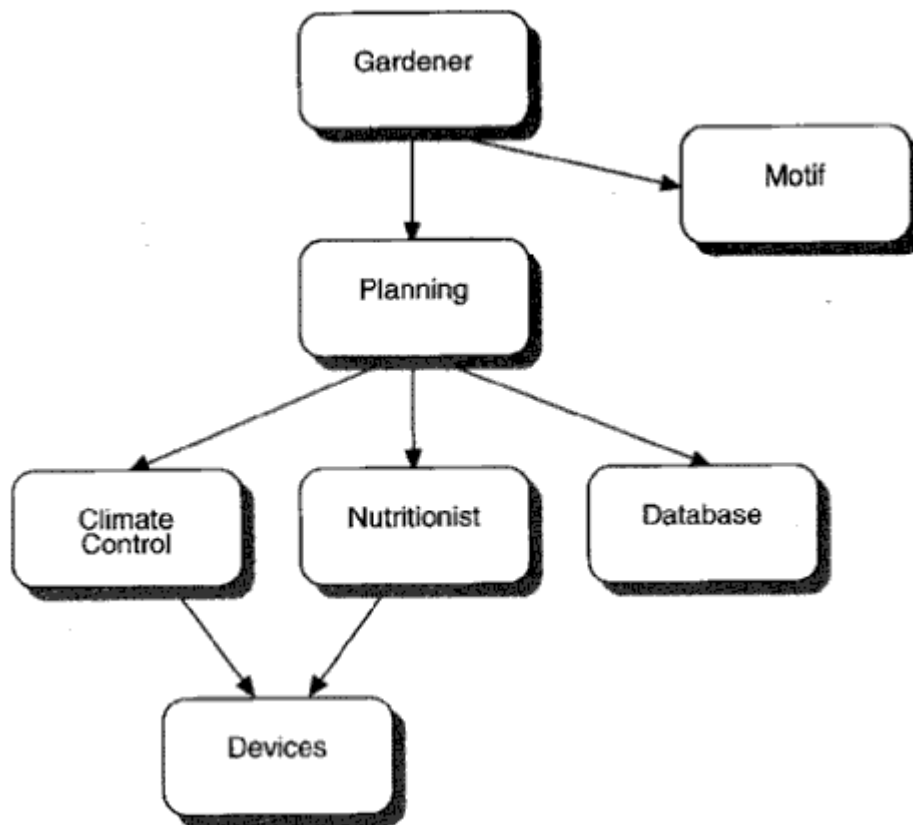 Gardener
Motif
Planning
Climate
Control
Nutritionist
Database
Devices